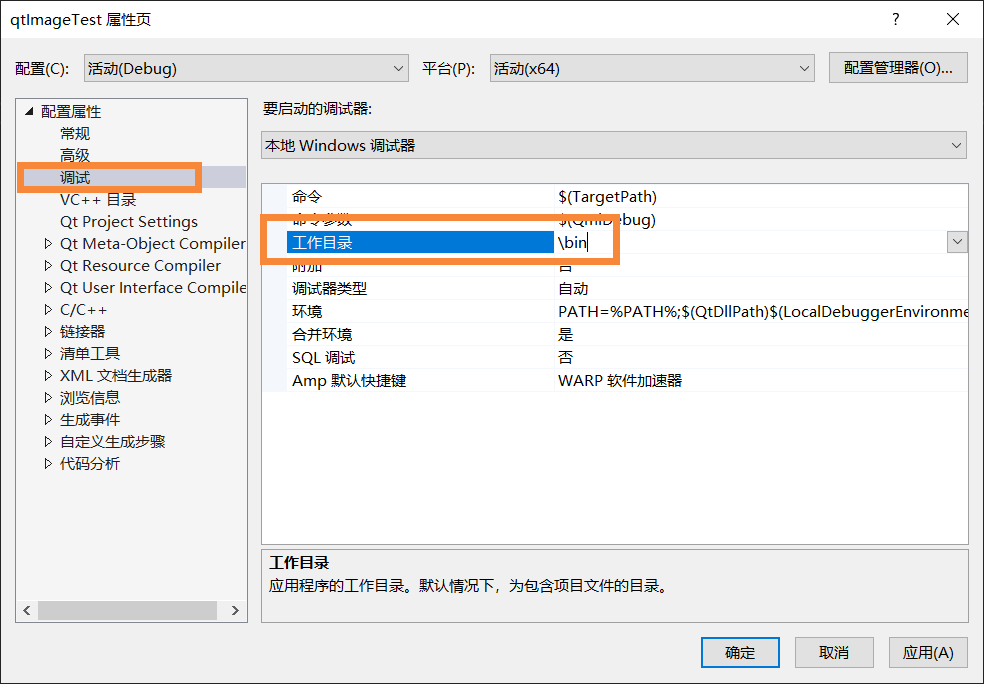 qtImageTest 属性页
?
配置(C):
活动(Debug)
平台(P):
活动(x64)
配置管理器(O)...
配置属性
常规
高级
调试
VC++ 目录
Qt Project Settings
Qt Meta-Object Compiler
Qt Resource Compiler
Qt User Interface Compile
C/C++
链接器
清单工具
XML 文档生成器
浏览信息
生成事件
自定义生成步骤
代码分析
要启动的调试器:
本地 Windows 调试器
命令 $(TargetPath)
命令参数 $(QmlDebug)
工作目录 \bin
附加 否
调试器类型 自动
环境 PATH=%PATH%;$(QtDllPath)$(LocalDebuggerEnvironme
合并环境 是
SQL 调试 否
Amp 默认快捷键 WARP 软件加速器
工作目录
应用程序的工作目录。默认情况下，为包含项目文件的目录。
确定
取消
应用(A)